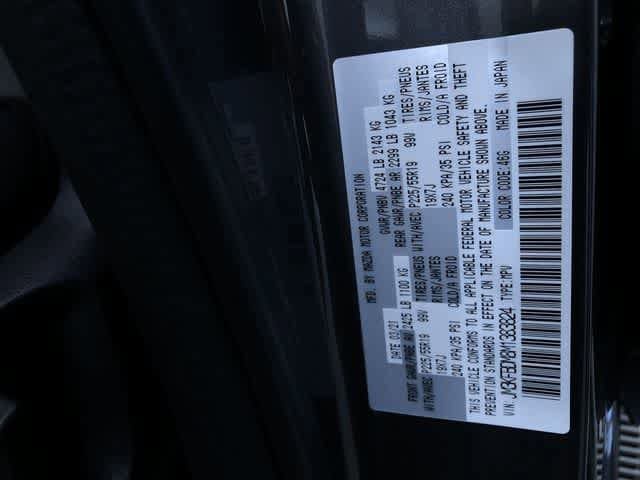 MFD. BY MAZDA MOTOR CORPORATION
DATE 03/21 GVWR/PNBV 4724 LB 2143 KG
FRONT GAWR/PNBE AV 2425 LB 1100 KG REAR GAWR/PNBE AR 2299 LB 1043 KG
WITH/AVEC P225/55R19 99V TIRES/PNEUS WITH/AVEC P225/55R19 99V TIRES/PNEUS
19X7J RIMS/JANTES 19X7J RIMS/JANTES
240 KPA/35 PSI COLD/A FROID 240 KPA/35 PSI COLD/A FROID
THIS VEHICLE CONFORMS TO ALL APPLICABLE FEDERAL MOTOR VEHICLE SAFETY AND THEFT
PREVENTION STANDARDS IN EFFECT ON THE DATE OF MANUFACTURE SHOWN ABOVE.
COLOR CODE:46G MADE IN JAPAN
VIN: TYPE:MPV